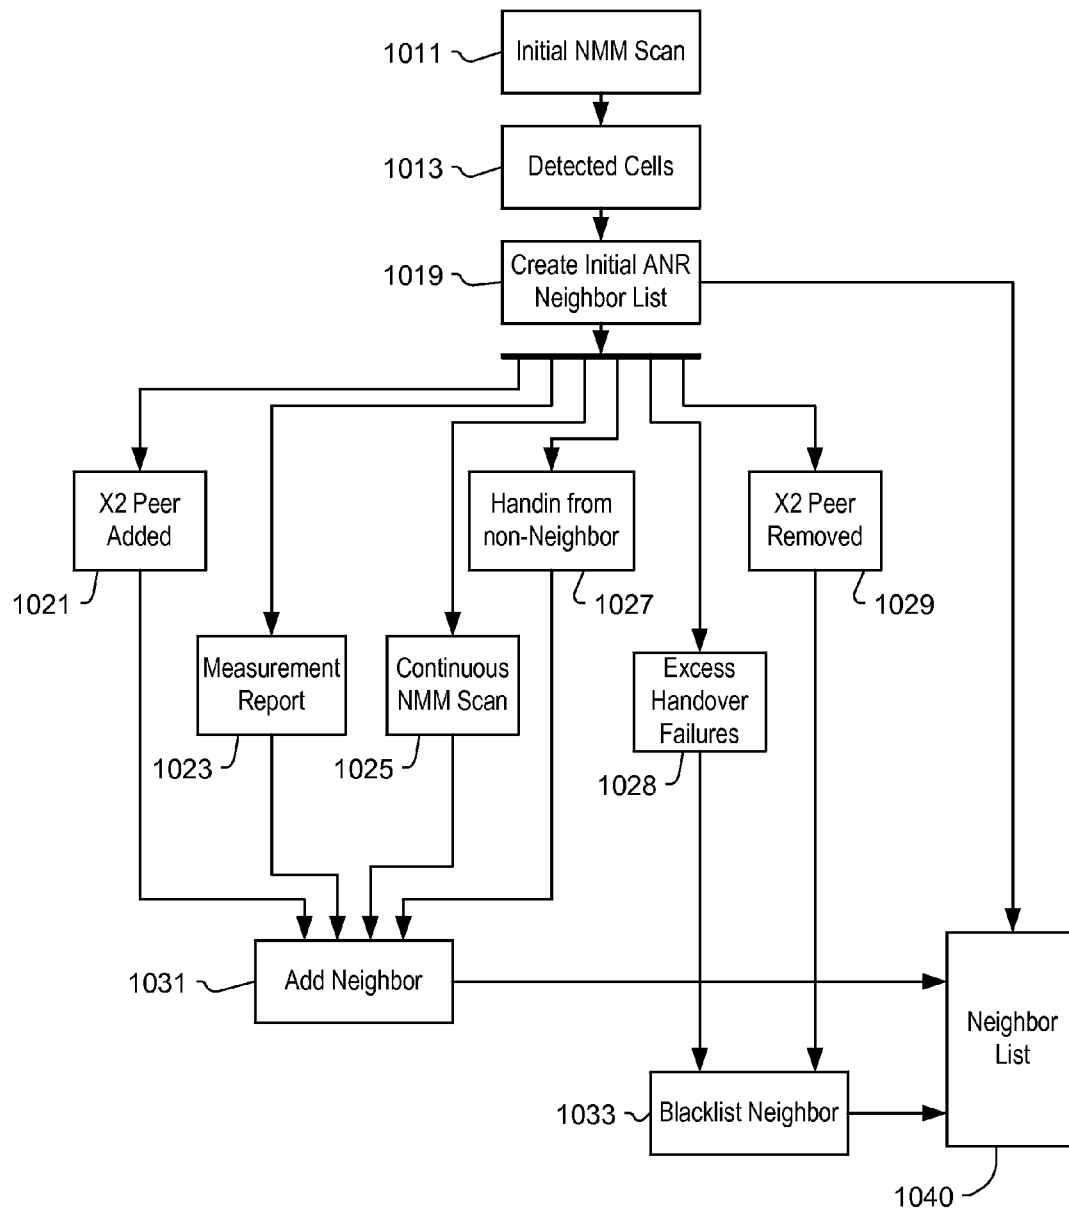 1011
Initial NMM Scan
1013
Detected Cells
1019
Create Initial ANR
Neighbor List
X2 Peer
Added
1021
Handin from
non-Neighbor
1027
X2 Peer
Removed
1029
Measurement
Report
1023
Continuous
NMM Scan
1025
Excess
Handover
Failures
1028
1031
Add Neighbor
Neighbor
List
1033
Blacklist Neighbor
1040